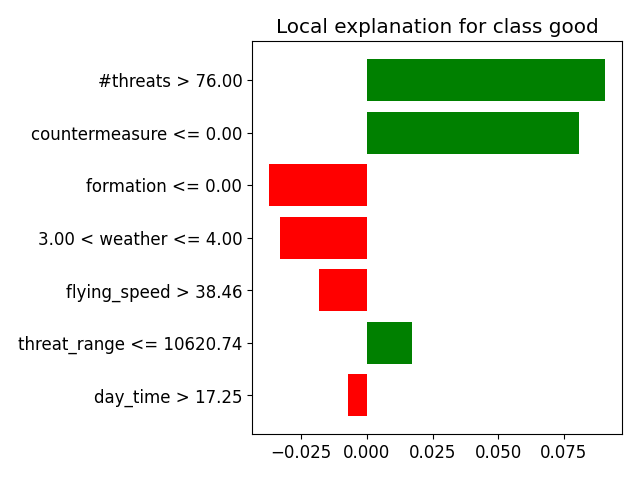 Local explanation for class good
#threats > 76.00
countermeasure <= 0.00
formation <= 0.00
3.00 < weather <= 4.00
flying_speed > 38.46
threat_range <= 10620.74
day_time > 17.25
−0.025 0.000 0.025 0.050 0.075